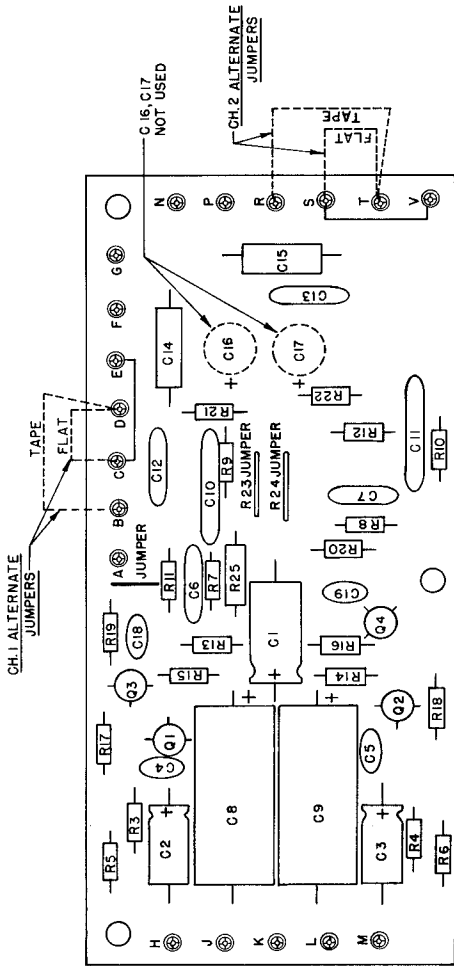 CH.1 ALTERNATE
JUMPERS
TAPE
FLAT
C16, C17
NOT USED
CH.2 ALTERNATE
JUMPERS
FLAT
TAPE
A
B
C
D
E
F
G
H
J
K
L
M
N
P
R
S
T
V
JUMPER
R5
R17
R19
R3
Q3
C18
C4
Q1
R15
R11
C2
R13
C6
R7
R25
C12
C10
R9
R21
C14
C8
C1
R23 JUMPER
R24 JUMPER
C16
+
C15
C9
C17
+
C13
+
+
+
+
+
C3
C5
R14
R16
C19
R20
R8
C7
R12
R22
R4
Q2
Q4
C11
R6
R18
R10